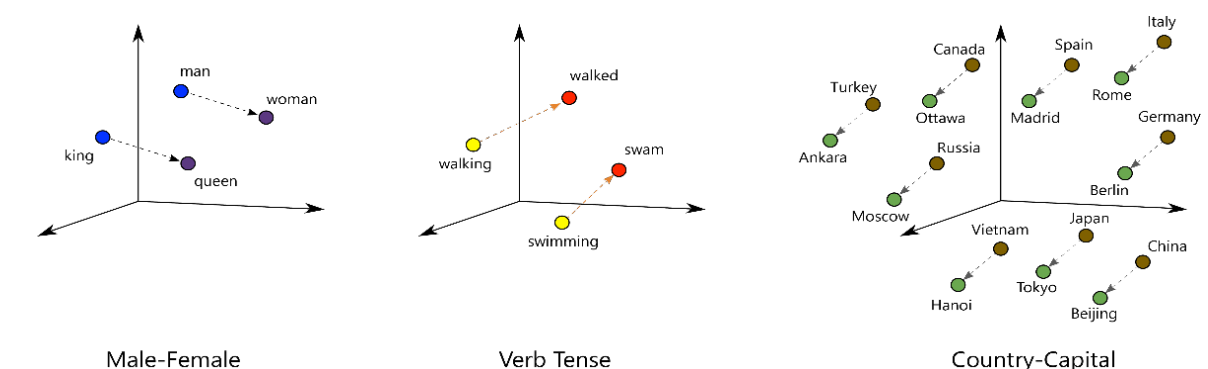 man
woman
king
queen
Male-Female
walked
walking
swam
swimming
Verb Tense
Italy
Canada
Spain
Rome
Turkey
Ottawa
Madrid
Germany
Ankara
Russia
Berlin
Moscow
Japan
Vietnam
China
Tokyo
Hanoi
Beijing
Country-Capital